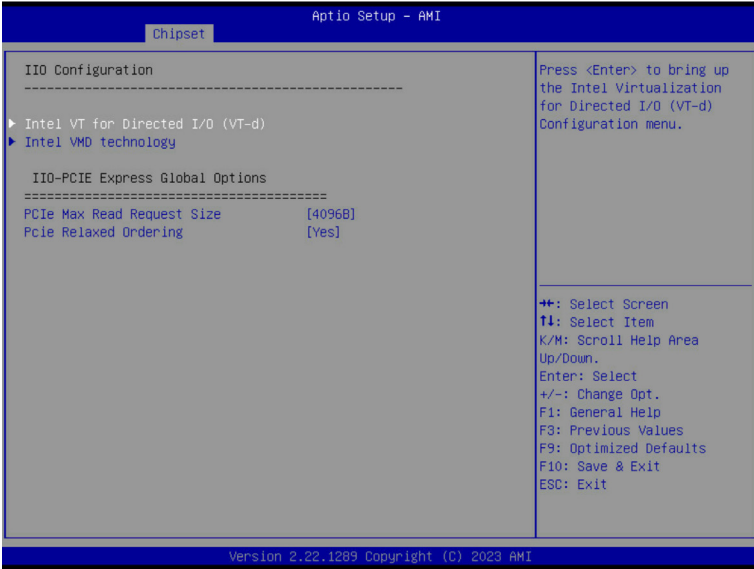 Aptio Setup – AMI
Chipset
IIO Configuration
--------------------------------------------------
Intel VT for Directed I/O (VT-d)
Intel VMD technology
IIO-PCIE Express Global Options
========================================
PCIe Max Read Request Size [4096B]
Pcie Relaxed Ordering [Yes]
Press <Enter> to bring up
the Intel Virtualization
for Directed I/O (VT-d)
Configuration menu.
→←: Select Screen
↑↓: Select Item
K/M: Scroll Help Area
Up/Down.
Enter: Select
+/-: Change Opt.
F1: General Help
F3: Previous Values
F9: Optimized Defaults
F10: Save & Exit
ESC: Exit
Version 2.22.1289 Copyright (C) 2023 AMI